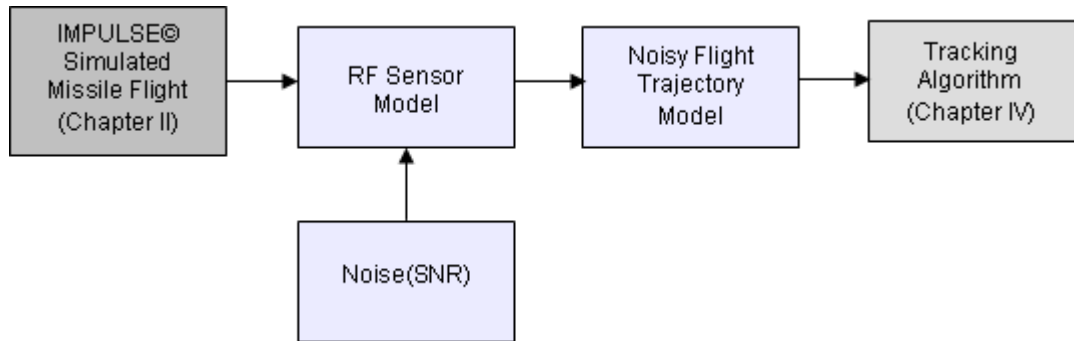 IMPULSE©
Simulated
Missile Flight
(Chapter II)
RF Sensor
Model
Noisy Flight
Trajectory
Model
Tracking
Algorithm
(Chapter IV)
Noise(SNR)